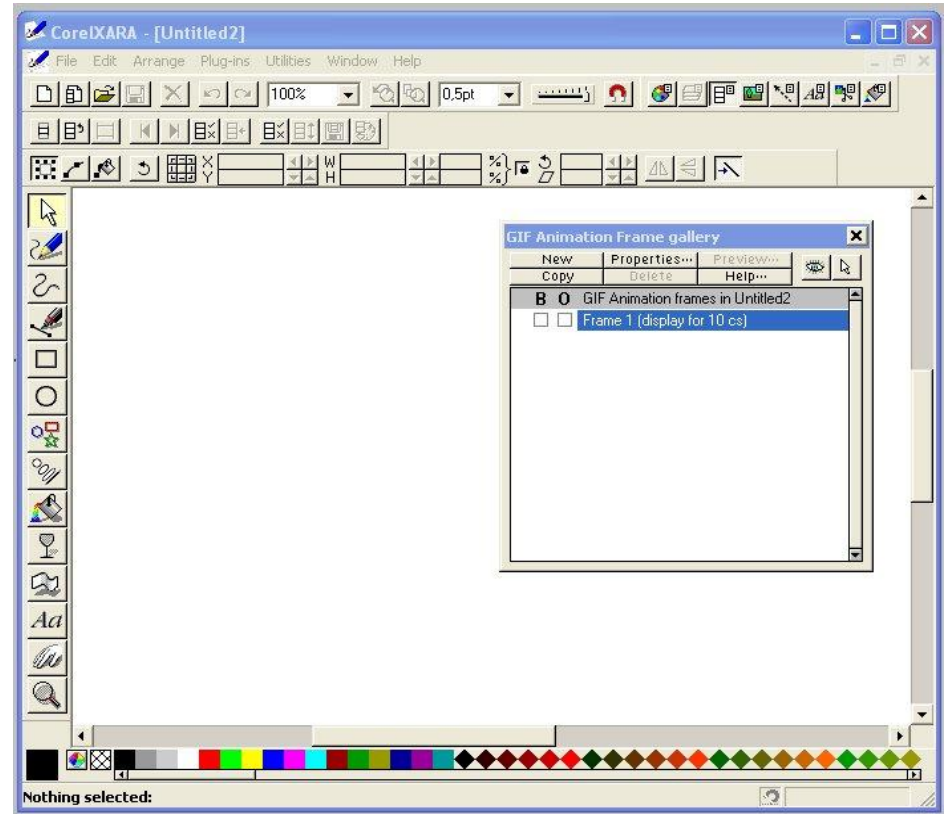 CorelXARA - [Untitled2]
File Edit Arrange Plug-ins Utilities Window Help
100% 0,5pt
X Y W H % %
GIF Animation Frame gallery
New Properties... Preview...
Copy Delete Help...
B O GIF Animation frames in Untitled2
Frame 1 (display for 10 cs)
Aa
Nothing selected: